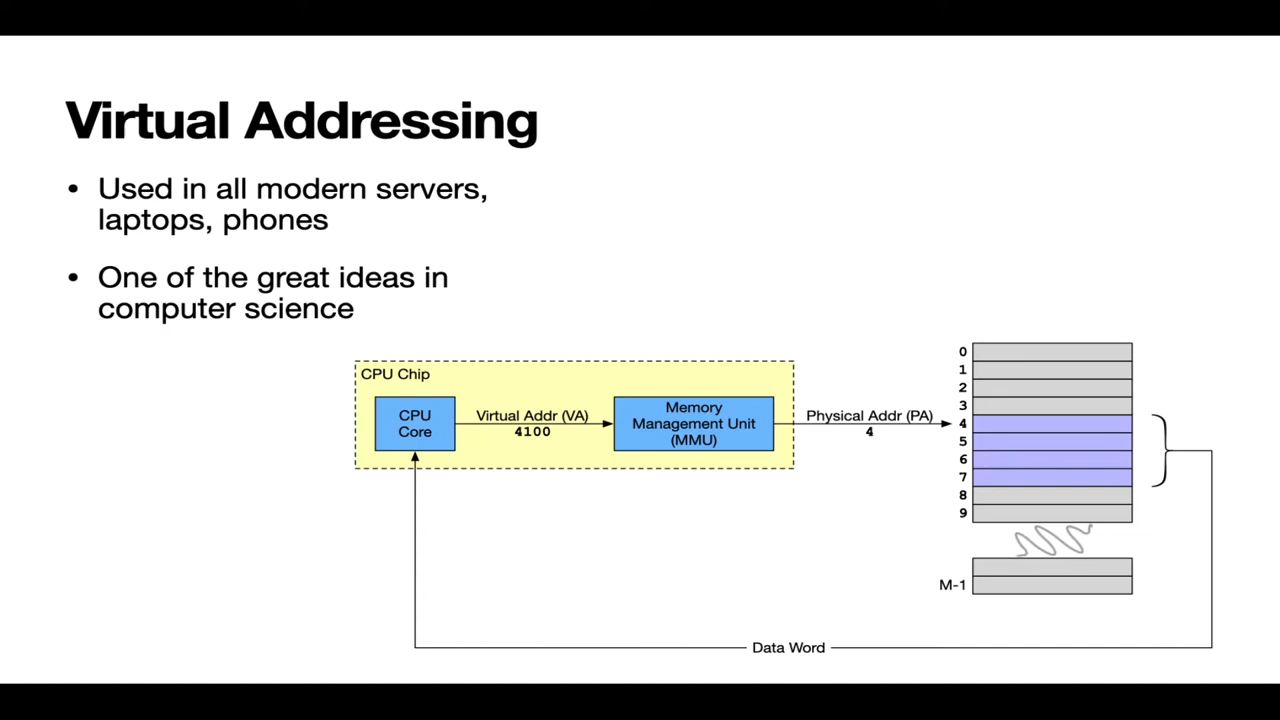 Virtual Addressing
• Used in all modern servers,
laptops, phones
• One of the great ideas in
computer science
CPU Chip
CPU
Core
Virtual Addr (VA)
4100
Memory
Management Unit
(MMU)
Physical Addr (PA)
4
0
1
2
3
4
5
6
7
8
9
M-1
Data Word